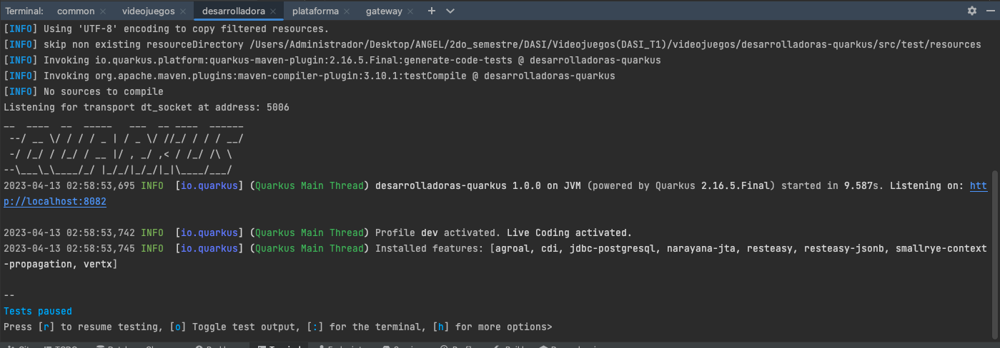 Terminal: common × videojuegos × desarrolladora × plataforma × gateway × +
[INFO] Using 'UTF-8' encoding to copy filtered resources.
[INFO] skip non existing resourceDirectory /Users/Administrador/Desktop/ANGEL/2do_semestre/DASI/Videojuegos(DASI_T1)/videojuegos/desarrolladoras-quarkus/src/test/resources
[INFO] Invoking io.quarkus.platform:quarkus-maven-plugin:2.16.5.Final:generate-code-tests @ desarrolladoras-quarkus
[INFO] Invoking org.apache.maven.plugins:maven-compiler-plugin:3.10.1:testCompile @ desarrolladoras-quarkus
[INFO] No sources to compile
Listening for transport dt_socket at address: 5006
__  ____  __  _____   ___  __ ____  ______
 --/ __ \/ / / / _ | / _ \/ //_/ / / / __/
 -/ /_/ / /_/ / __ |/ , _/ ,< / /_/ /\ \
--\___\_\____/_/ |_/_/|_/_/|_|\____/___/
2023-04-13 02:58:53,695 INFO  [io.quarkus] (Quarkus Main Thread) desarrolladoras-quarkus 1.0.0 on JVM (powered by Quarkus 2.16.5.Final) started in 9.587s. Listening on: htt
p://localhost:8082
2023-04-13 02:58:53,742 INFO  [io.quarkus] (Quarkus Main Thread) Profile dev activated. Live Coding activated.
2023-04-13 02:58:53,745 INFO  [io.quarkus] (Quarkus Main Thread) Installed features: [agroal, cdi, jdbc-postgresql, narayana-jta, resteasy, resteasy-jsonb, smallrye-context
-propagation, vertx]
--
Tests paused
Press [r] to resume testing, [o] Toggle test output, [:] for the terminal, [h] for more options>